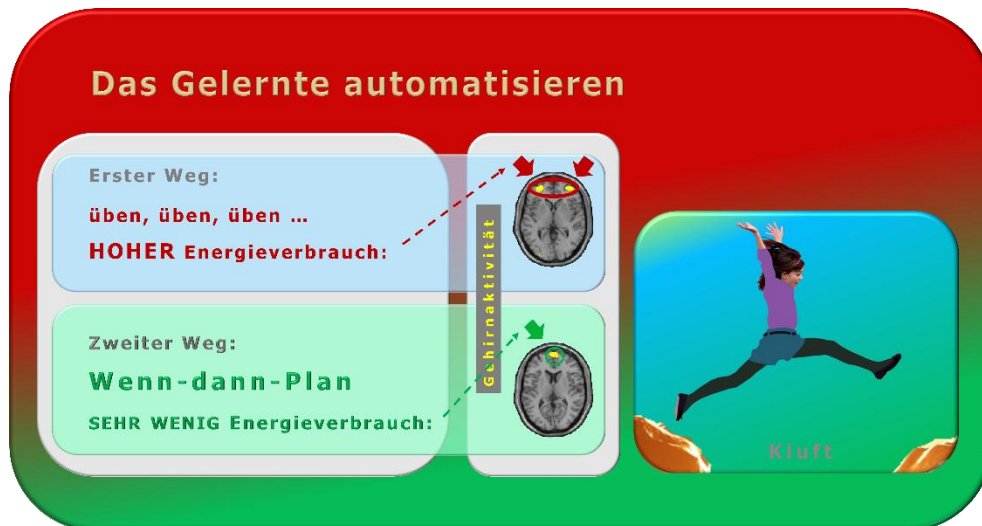 Das Gelernte automatisieren
Erster Weg:
üben, üben, üben ...
HOHER Energieverbrauch:
Zweiter Weg:
Wenn-dann-Plan
SEHR WENIG Energieverbrauch:
Gehirnaktivität
Kluft